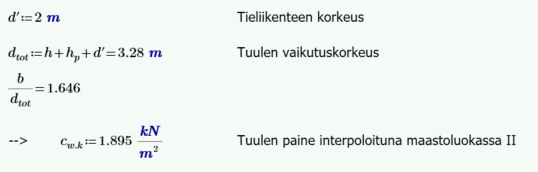 d′:=2 m Tieliikenteen korkeus
d_tot:=h+h_p+d′=3.28 m Tuulen vaikutuskorkeus
b/d_tot=1.646
--> c_w.k:=1.895 kN/m² Tuulen paine interpoloituna maastoluokassa II